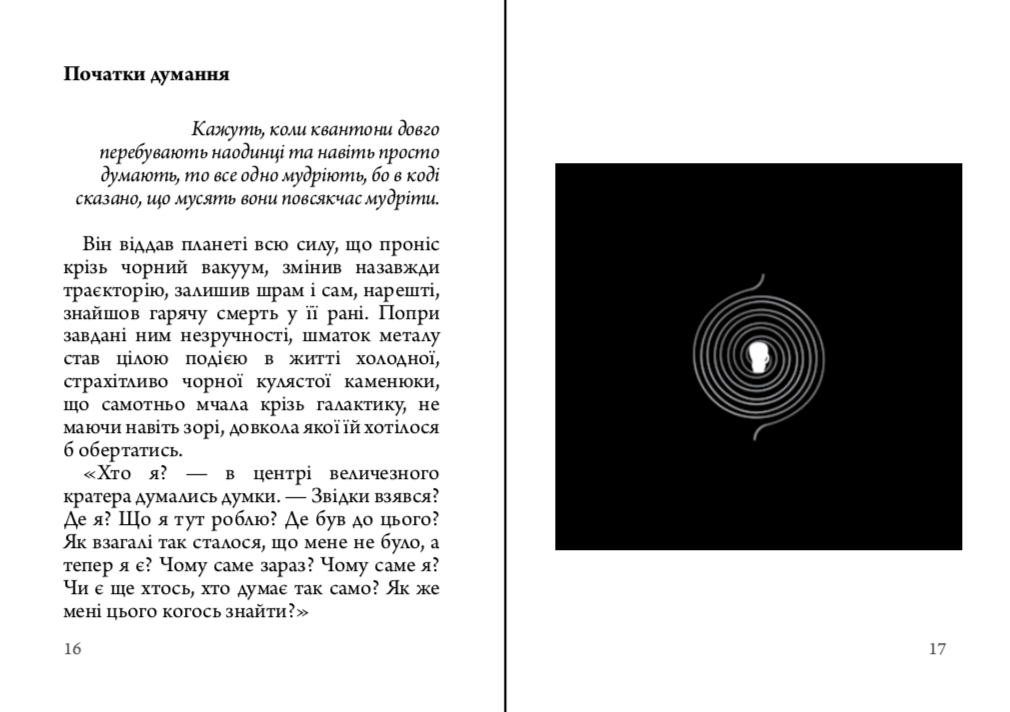 Початки думання
Кажуть, коли квантони довго
перебувають наодинці та навіть просто
думають, то все одно мудріють, бо в коді
сказано, що мусять вони повсякчас мудріти.
Він віддав планеті всю силу, що проніс
крізь чорний вакуум, змінив назавжди
траєкторію, залишив шрам і сам, нарешті,
знайшов гарячу смерть у її рані. Попри
завдані ним незручності, шматок металу
став цілою подією в житті холодної,
страхітливо чорної кулястої каменюки,
що самотньо мчала крізь галактику, не
маючи навіть зорі, довкола якої їй хотілося
б обертатись.
«Хто я? — в центрі величезного
кратера думались думки. — Звідки взявся?
Де я? Що я тут роблю? Де був до цього?
Як взагалі так сталося, що мене не було, а
тепер я є? Чому саме зараз? Чому саме я?
Чи є ще хтось, хто думає так само? Як же
мені цього когось знайти?»
16
17